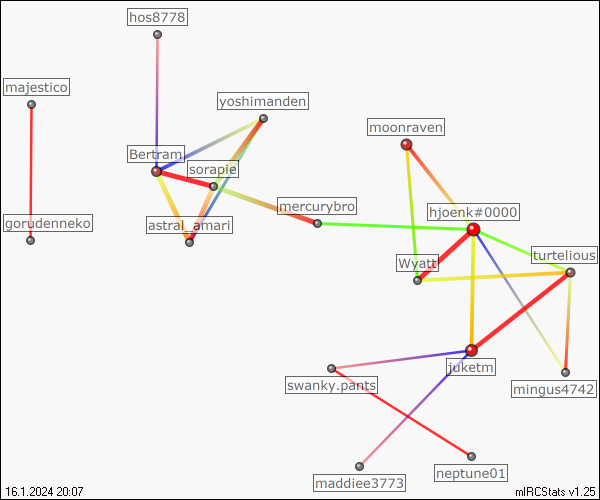 hos8778
majestico
yoshimanden
moonraven
Bertram
sorapie
mercurybro
hjoenk#0000
gorudenneko
astral_amari
Wyatt
turtelious
juketm
swanky.pants
mingus4742
neptune01
maddiee3773
16.1.2024 20:07
mIRCStats v1.25